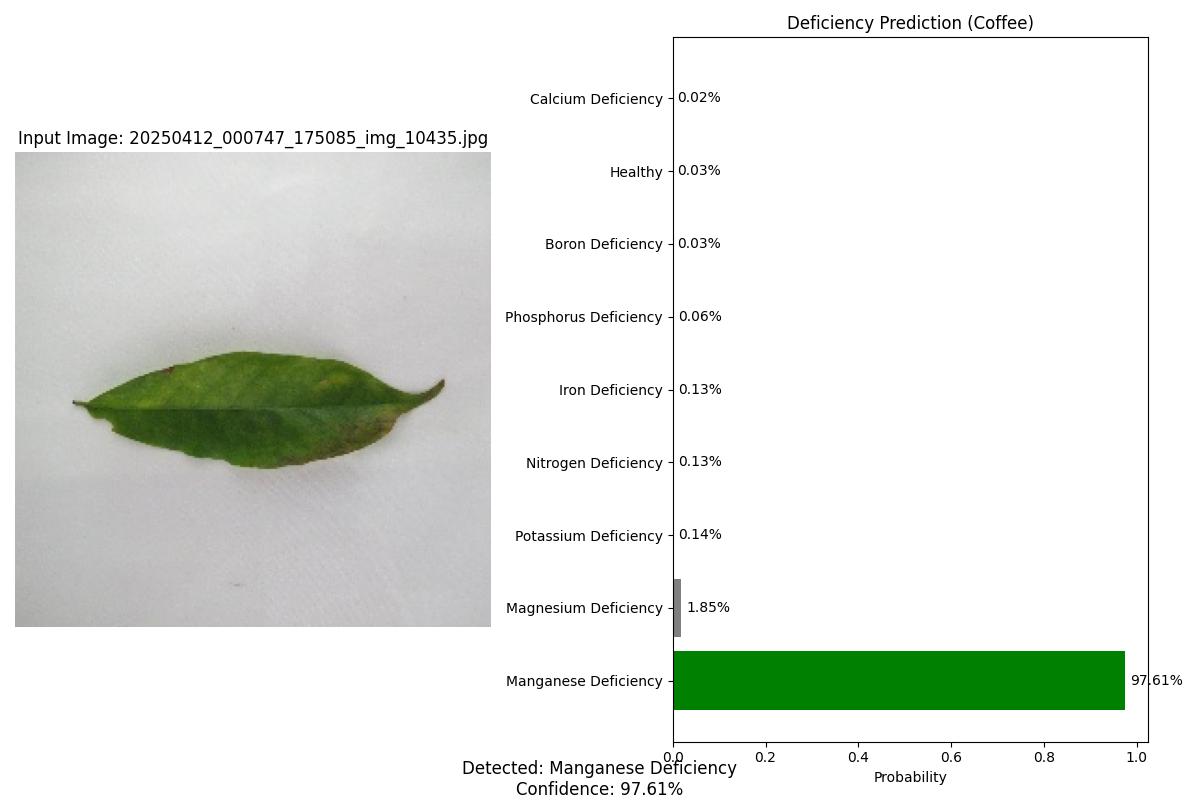 Deficiency Prediction (Coffee)
Input Image: 20250412_000747_175085_img_10435.jpg
Calcium Deficiency 0.02%
Healthy 0.03%
Boron Deficiency 0.03%
Phosphorus Deficiency 0.06%
Iron Deficiency 0.13%
Nitrogen Deficiency 0.13%
Potassium Deficiency 0.14%
Magnesium Deficiency 1.85%
Manganese Deficiency 97.61%
0.0 0.2 0.4 0.6 0.8 1.0
Probability
Detected: Manganese Deficiency
Confidence: 97.61%